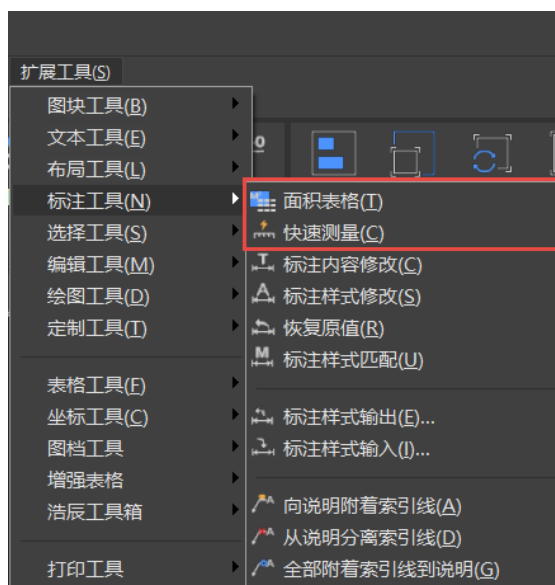 扩展工具(S)
图块工具(B)
文本工具(E)
布局工具(L)
标注工具(N)
选择工具(S)
编辑工具(M)
绘图工具(D)
定制工具(T)
表格工具(F)
坐标工具(C)
图档工具
增强表格
浩辰工具箱
打印工具
面积表格(T)
快速测量(C)
标注内容修改(C)
标注样式修改(S)
恢复原值(R)
标注样式匹配(U)
标注样式输出(E)...
标注样式输入(I)...
向说明附着索引线(A)
从说明分离索引线(D)
全部附着索引线到说明(G)